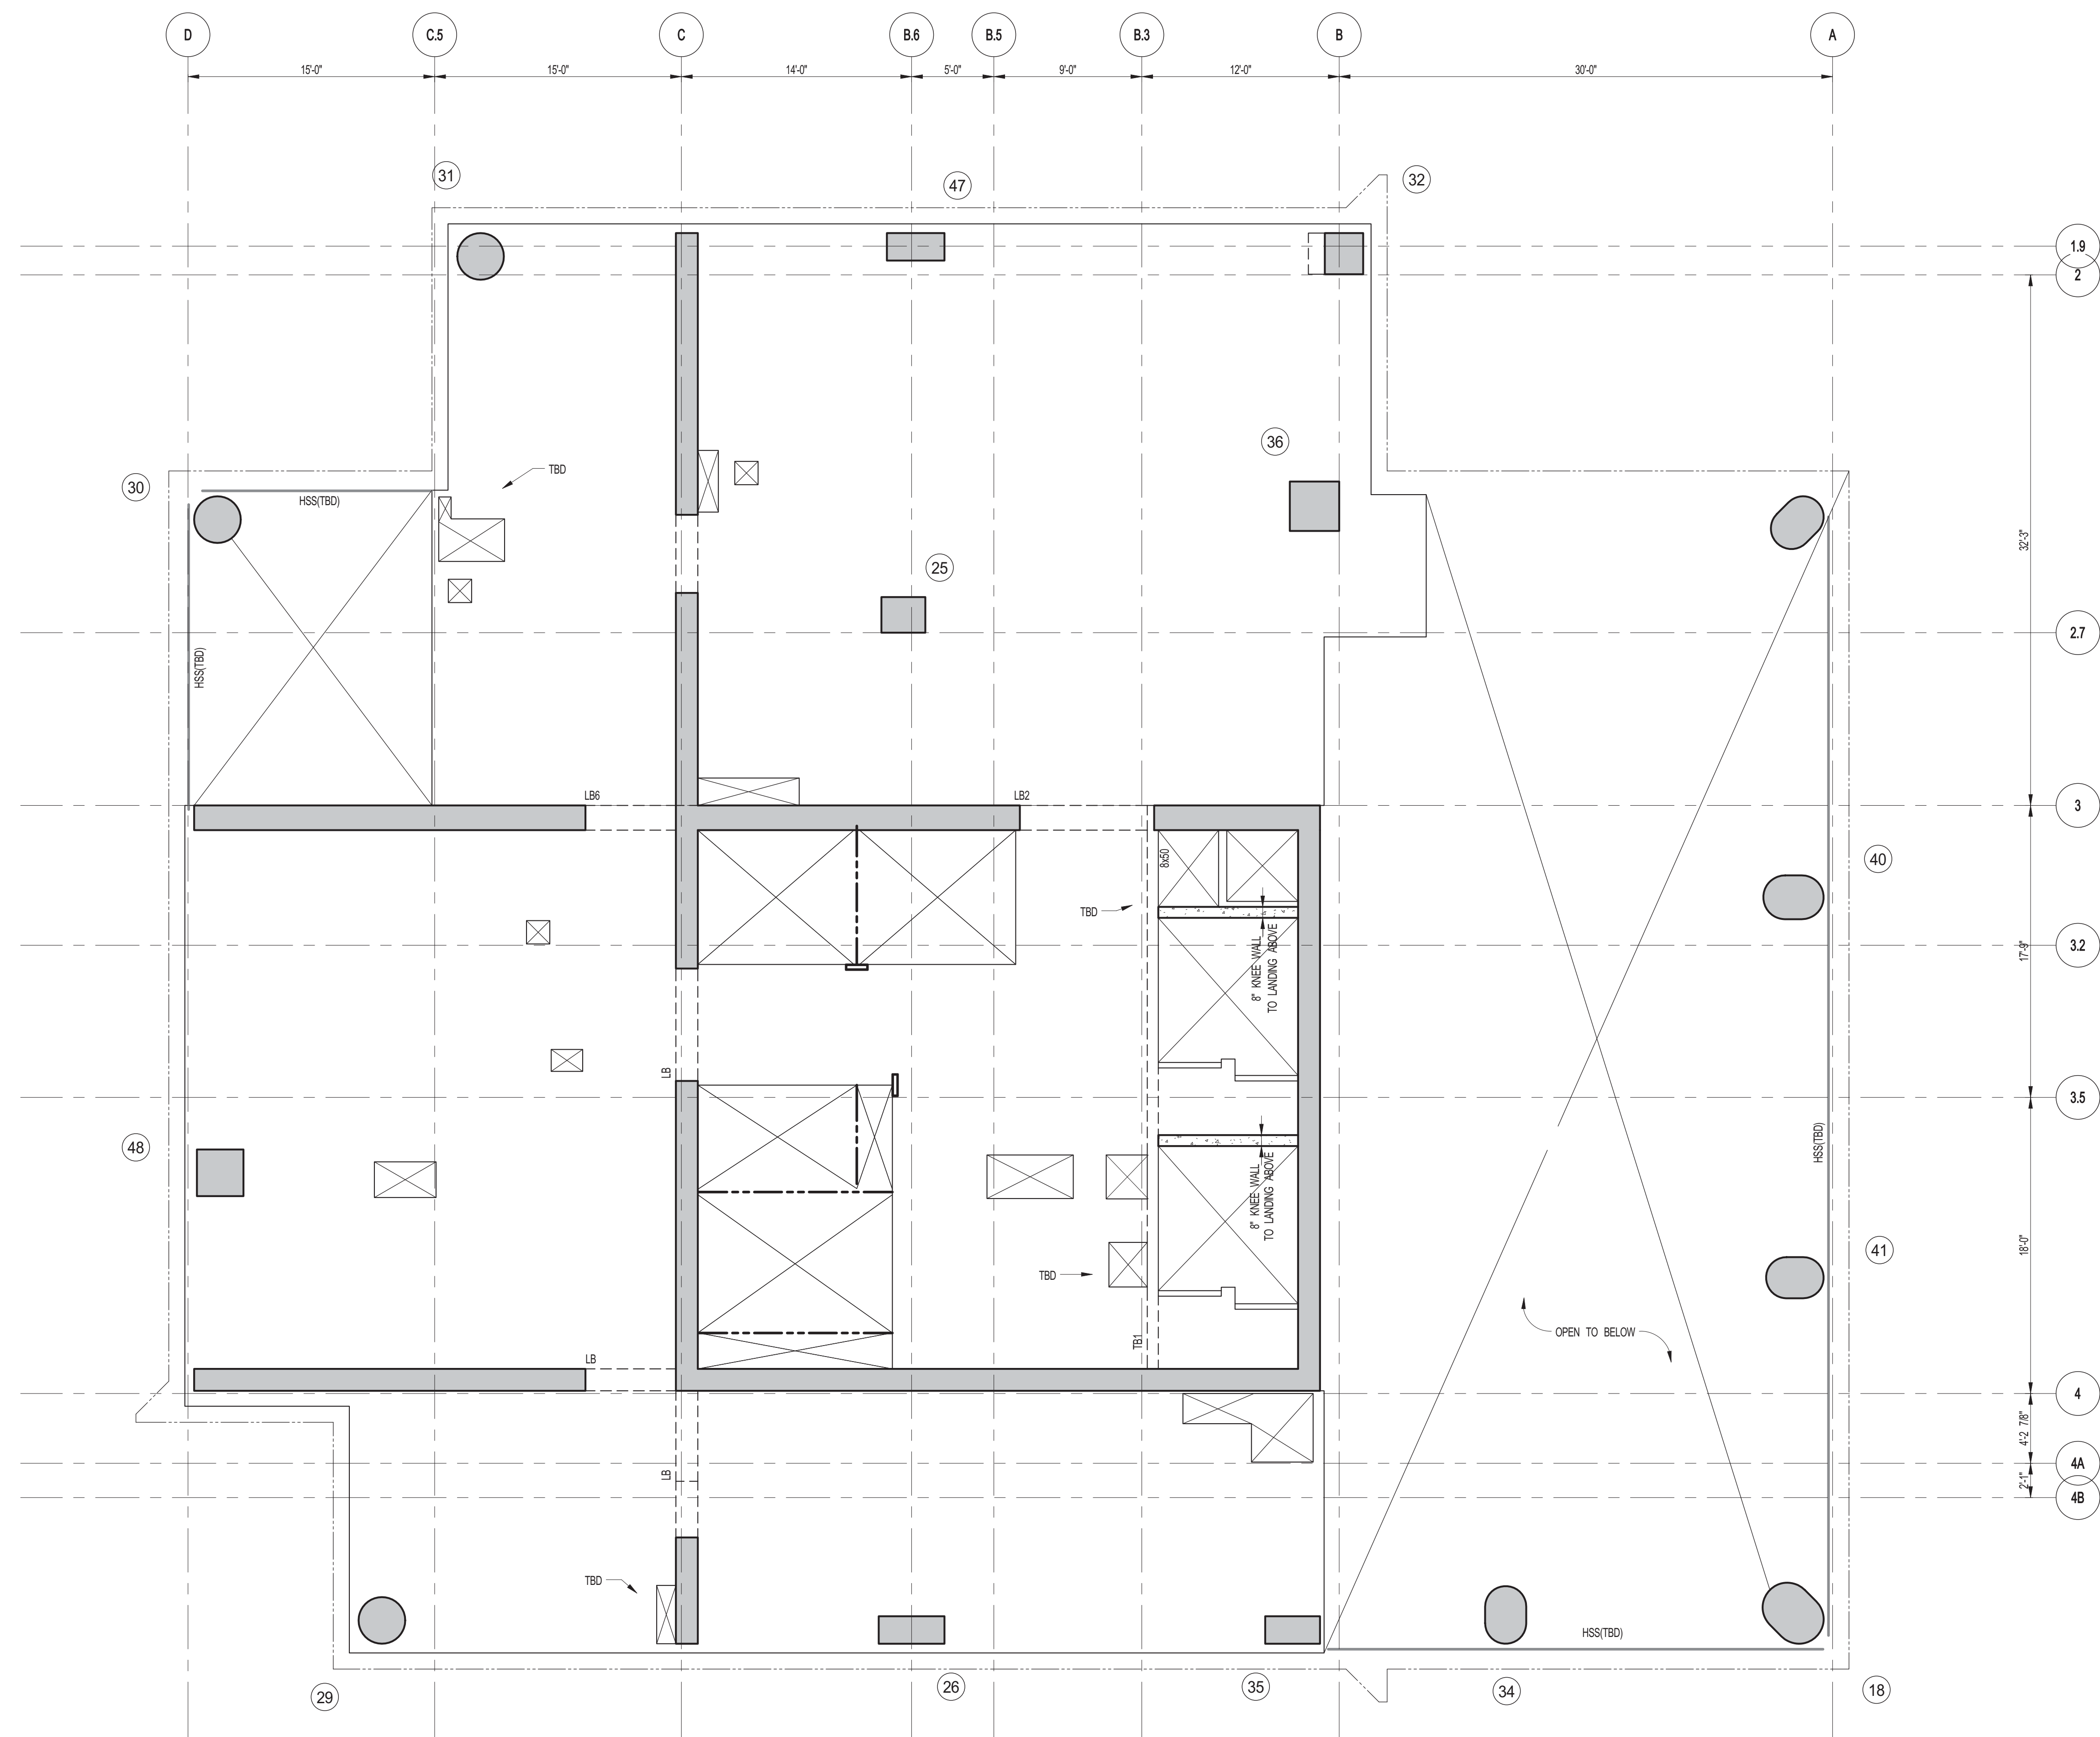 D
C.5
C
B.6
B.5
B.3
B
A
15'-0"
15'-0"
14'-0"
5'-0"
9'-0"
12'-0"
30'-0"
31
47
32
1.9
2
36
TBD
30
HSS(TBD)
32'-3"
25
2.7
HSS(TBD)
LB6
LB2
3
8x50
40
TBD
3.2
17'-9"
8" KNEE WALL
TO LANDING ABOVE
LB
3.5
48
HSS(TBD)
8" KNEE WALL
TO LANDING ABOVE
18'-0"
41
TBD
OPEN TO BELOW
TB1
LB
4
4'-2 7/8"
4A
LB
2'-1"
4B
TBD
HSS(TBD)
29
26
35
34
18